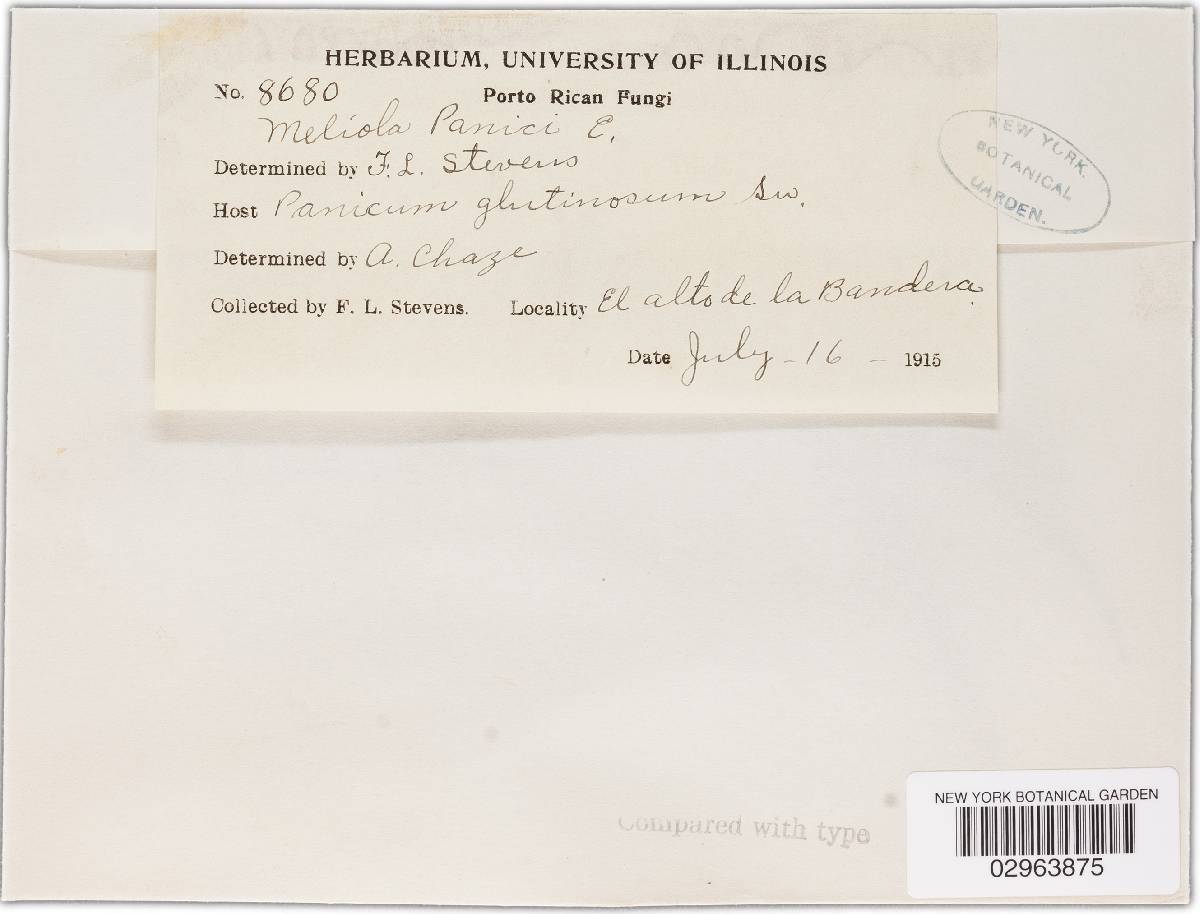 HERBARIUM, UNIVERSITY OF ILLINOIS
No. 8680 Porto Rican Fungi
Meliola Panici E.
Determined by F. L. Stevens
Host Panicum glutinosum Sw.
Determined by A. Chaze
Collected by F. L. Stevens. Locality El alto de la Bandera.
Date July - 16 - 1915
NEW YORK
BOTANICAL
GARDEN.
Compared with type
NEW YORK BOTANICAL GARDEN
02963875